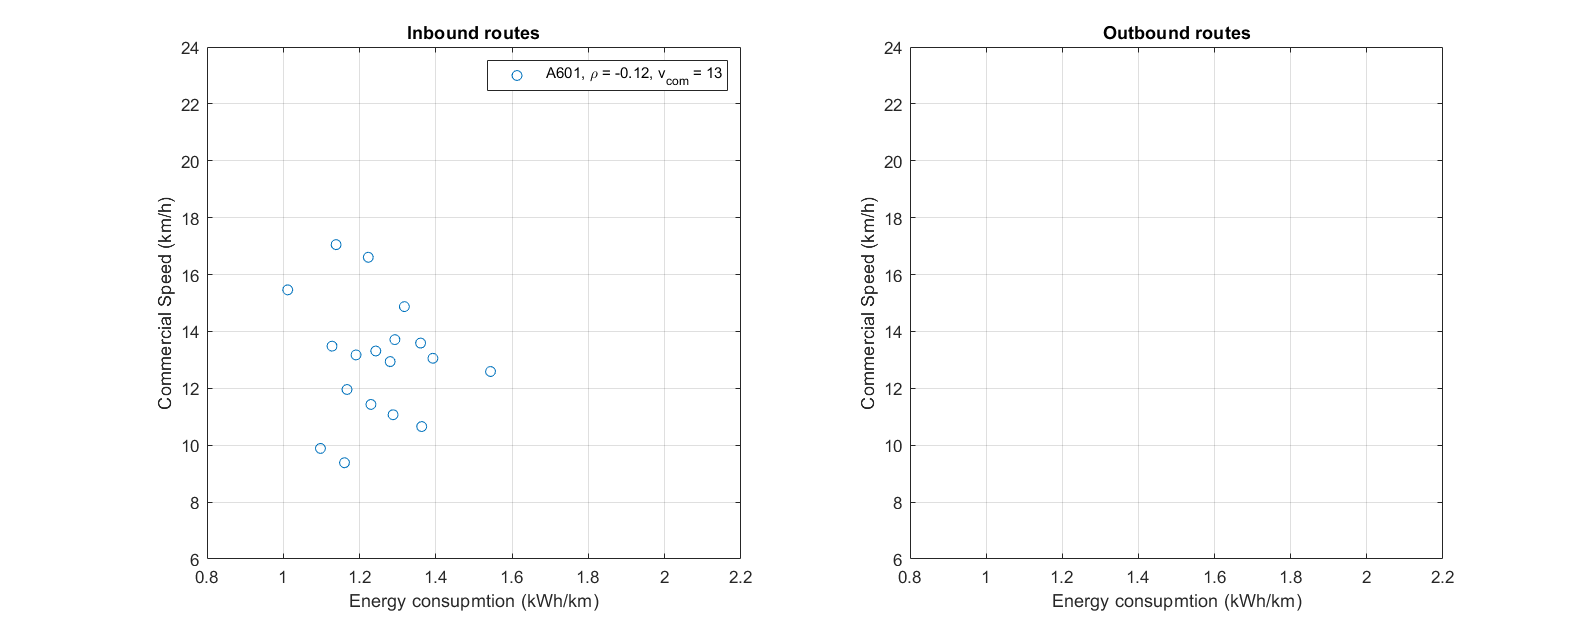 Inbound routes
A601, ρ = -0.12, v_com = 13
24
22
20
18
16
14
12
10
8
6
0.8 1 1.2 1.4 1.6 1.8 2 2.2
Commercial Speed (km/h)
Energy consupmtion (kWh/km)
Outbound routes
24
22
20
18
16
14
12
10
8
6
0.8 1 1.2 1.4 1.6 1.8 2 2.2
Commercial Speed (km/h)
Energy consupmtion (kWh/km)